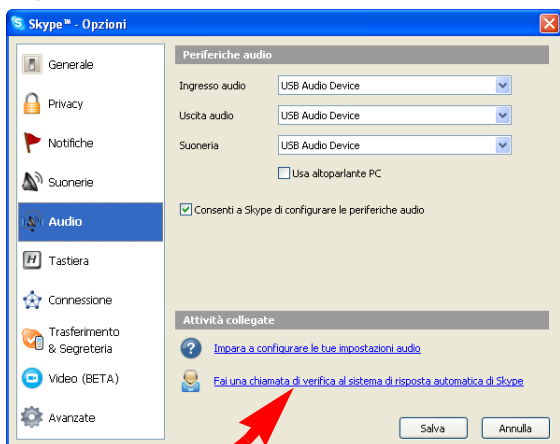 Skype™ - Opzioni
Generale
Privacy
Notifiche
Suonerie
Audio
Tastiera
Connessione
Trasferimento
& Segreteria
Video (BETA)
Avanzate
Periferiche audio
Ingresso audio USB Audio Device
Uscita audio USB Audio Device
Suoneria USB Audio Device
Usa altoparlante PC
Consenti a Skype di configurare le periferiche audio
Attività collegate
Impara a configurare le tue impostazioni audio
Fai una chiamata di verifica al sistema di risposta automatica di Skype
Salva Annulla